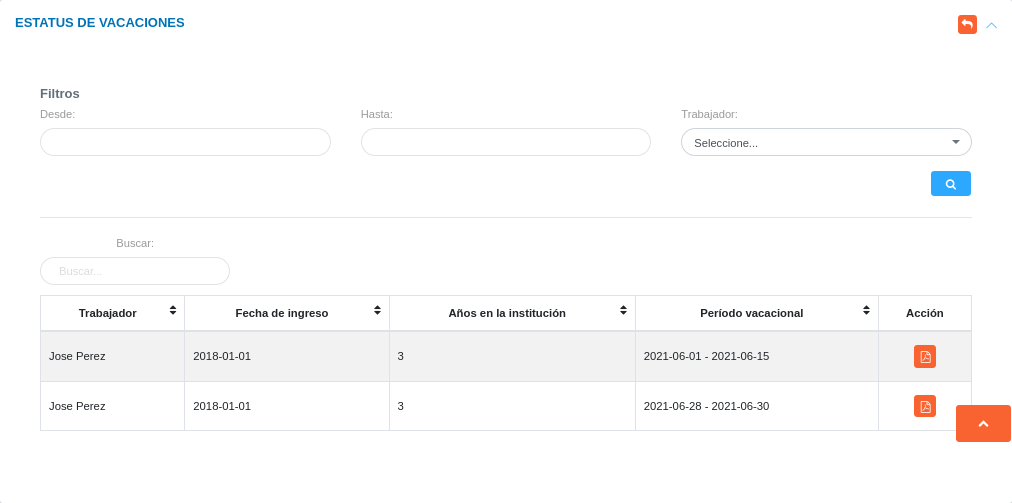 ESTATUS DE VACACIONES
Filtros
Desde: Hasta: Trabajador:
Seleccione...
Buscar:
Buscar...
Trabajador Fecha de ingreso Años en la institución Período vacacional Acción
Jose Perez 2018-01-01 3 2021-06-01 - 2021-06-15
Jose Perez 2018-01-01 3 2021-06-28 - 2021-06-30